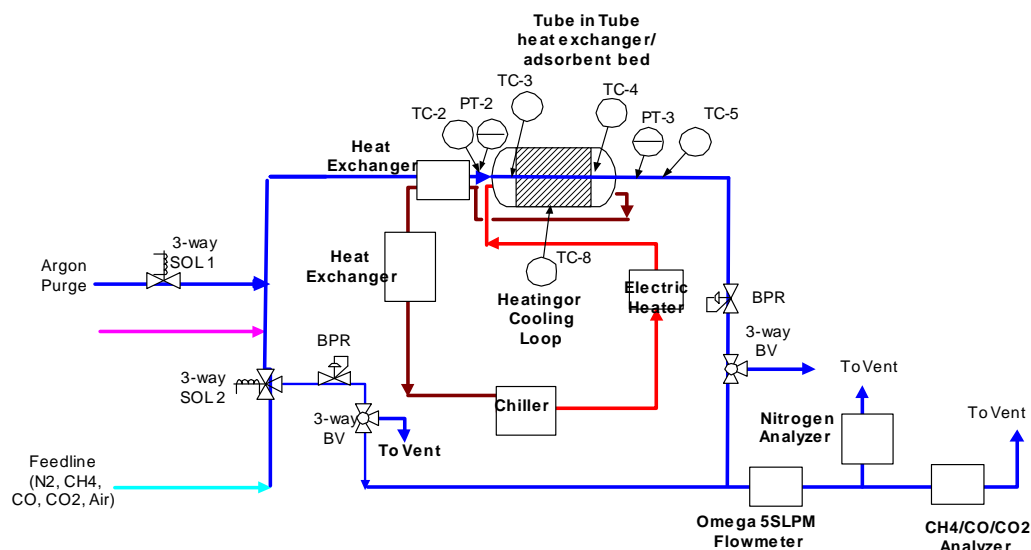 Tube in Tube
heat exchanger/
adsorbent bed
TC-3
TC-4
PT-2
TC-2
PT-3
TC-5
Heat
Exchanger
3-way
SOL 1
Argon
Purge
Heat
Exchanger
TC-8
Heatingor
Cooling
Loop
Electric
Heater
BPR
3-way
BV
BPR
3-way
SOL 2
3-way
BV
To Vent
Chiller
To Vent
Nitrogen
Analyzer
To Vent
Feedline
(N2, CH4,
CO, CO2, Air)
Omega 5SLPM
Flowmeter
CH4/CO/CO2
Analyzer